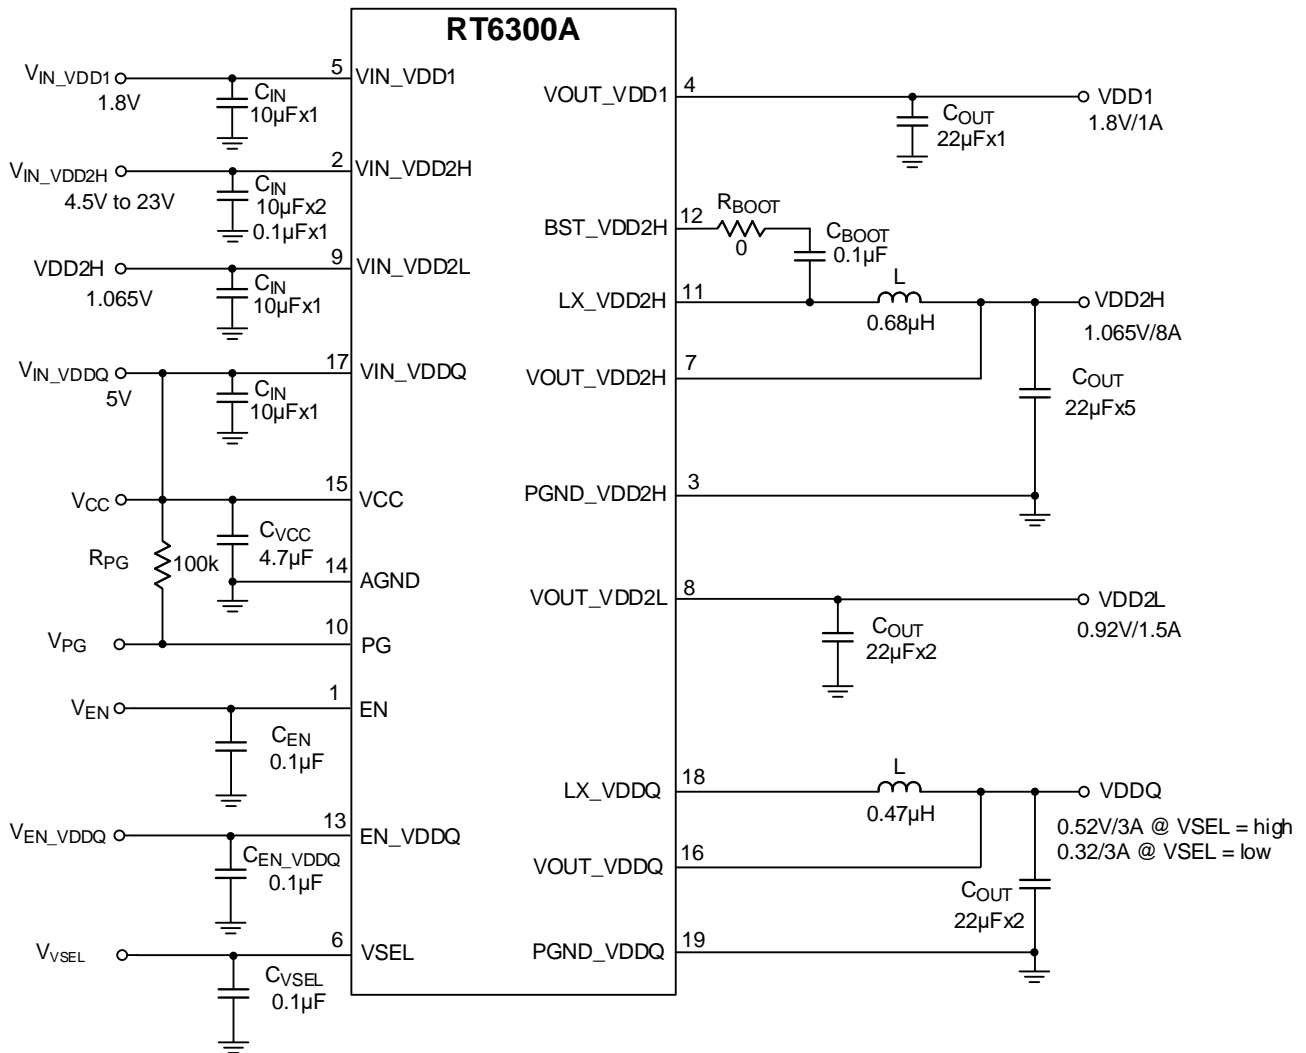 RT6300A
VIN_VDD1
1.8V
CIN
10µFx1
5
VIN_VDD1
VIN_VDD2H
4.5V to 23V
CIN
10µFx2
0.1µFx1
2
VIN_VDD2H
VDD2H
1.065V
CIN
10µFx1
9
VIN_VDD2L
VIN_VDDQ
5V
CIN
10µFx1
17
VIN_VDDQ
VCC
15
VCC
CVCC
4.7µF
RPG
100k
14
AGND
VPG
10
PG
VEN
1
EN
CEN
0.1µF
VEN_VDDQ
13
EN_VDDQ
CEN_VDDQ
0.1µF
VVSEL
6
VSEL
CVSEL
0.1µF
VOUT_VDD1
4
COUT
22µFx1
VDD1
1.8V/1A
BST_VDD2H
12
RBOOT
0
CBOOT
0.1µF
LX_VDD2H
11
L
0.68µH
VDD2H
1.065V/8A
VOUT_VDD2H
7
COUT
22µFx5
PGND_VDD2H
3
VOUT_VDD2L
8
COUT
22µFx2
VDD2L
0.92V/1.5A
LX_VDDQ
18
L
0.47µH
VDDQ
0.52V/3A @ VSEL = high
0.32/3A @ VSEL = low
VOUT_VDDQ
16
COUT
22µFx2
PGND_VDDQ
19